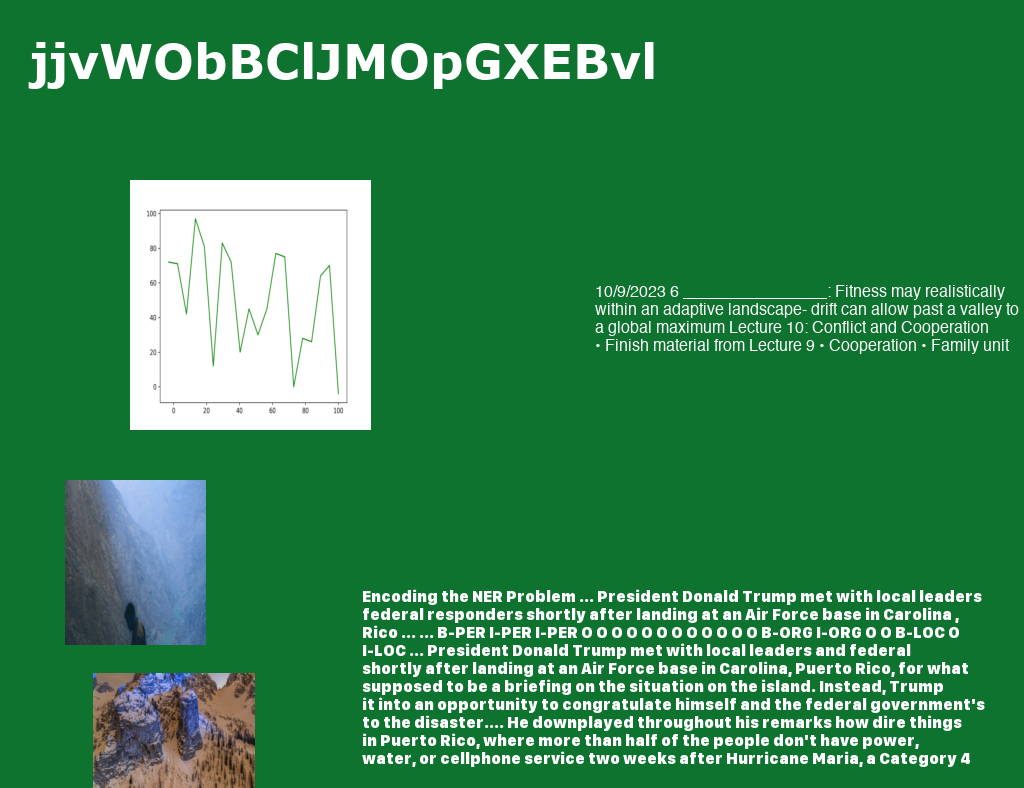 jjvWObBClJMOpGXEBvl
100
80
60
40
20
0
0 20 40 60 80 100
10/9/2023 6 _________________: Fitness may realistically
within an adaptive landscape- drift can allow past a valley to
a global maximum Lecture 10: Conflict and Cooperation
• Finish material from Lecture 9 • Cooperation • Family unit
Encoding the NER Problem ... President Donald Trump met with local leaders
federal responders shortly after landing at an Air Force base in Carolina ,
Rico ... ... B-PER I-PER I-PER O O O O O O O O O O O O B-ORG I-ORG O O B-LOC O
I-LOC ... President Donald Trump met with local leaders and federal
shortly after landing at an Air Force base in Carolina, Puerto Rico, for what
supposed to be a briefing on the situation on the island. Instead, Trump
it into an opportunity to congratulate himself and the federal government's
to the disaster.... He downplayed throughout his remarks how dire things
in Puerto Rico, where more than half of the people don't have power,
water, or cellphone service two weeks after Hurricane Maria, a Category 4